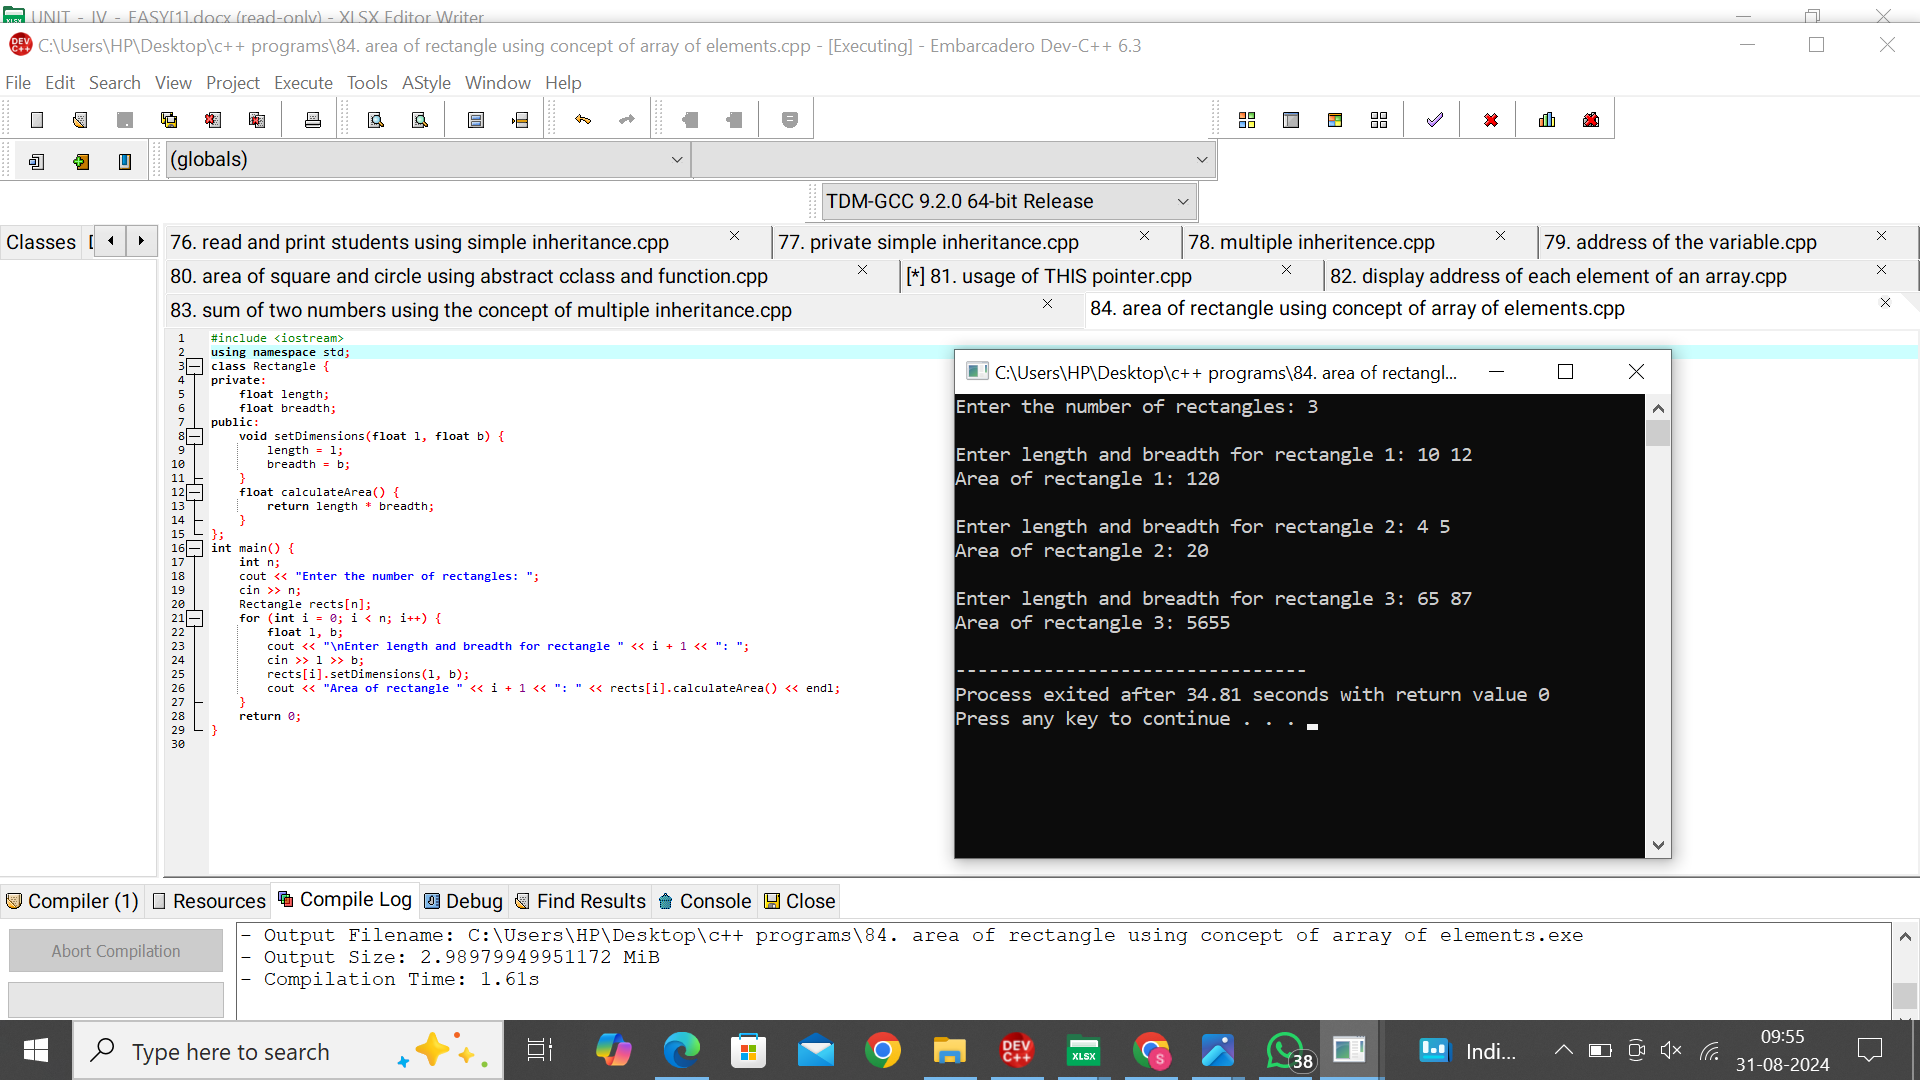 UNIT - IV - EASY[1].docx (read-only) - XLSX Editor Writer
C:\Users\HP\Desktop\c++ programs\84. area of rectangle using concept of array of elements.cpp - [Executing] - Embarcadero Dev-C++ 6.3
File Edit Search View Project Execute Tools AStyle Window Help
(globals)
TDM-GCC 9.2.0 64-bit Release
Classes
76. read and print students using simple inheritance.cpp
77. private simple inheritance.cpp
78. multiple inheritence.cpp
79. address of the variable.cpp
80. area of square and circle using abstract cclass and function.cpp
[*] 81. usage of THIS pointer.cpp
82. display address of each element of an array.cpp
83. sum of two numbers using the concept of multiple inheritance.cpp
84. area of rectangle using concept of array of elements.cpp
1 #include <iostream>
2 using namespace std;
3 class Rectangle {
4 private:
5 float length;
6 float breadth;
7 public:
8 void setDimensions(float l, float b) {
9 length = l;
10 breadth = b;
11 }
12 float calculateArea() {
13 return length * breadth;
14 }
15 };
16 int main() {
17 int n;
18 cout << "Enter the number of rectangles: ";
19 cin >> n;
20 Rectangle rects[n];
21 for (int i = 0; i < n; i++) {
22 float l, b;
23 cout << "\nEnter length and breadth for rectangle " << i + 1 << ": ";
24 cin >> l >> b;
25 rects[i].setDimensions(l, b);
26 cout << "Area of rectangle " << i + 1 << ": " << rects[i].calculateArea() << endl;
27 }
28 return 0;
29 }
30
C:\Users\HP\Desktop\c++ programs\84. area of rectangl...
Enter the number of rectangles: 3
Enter length and breadth for rectangle 1: 10 12
Area of rectangle 1: 120
Enter length and breadth for rectangle 2: 4 5
Area of rectangle 2: 20
Enter length and breadth for rectangle 3: 65 87
Area of rectangle 3: 5655
--------------------------------
Process exited after 34.81 seconds with return value 0
Press any key to continue . . .
Compiler (1) Resources Compile Log Debug Find Results Console Close
Abort Compilation
- Output Filename: C:\Users\HP\Desktop\c++ programs\84. area of rectangle using concept of array of elements.exe
- Output Size: 2.98979949951172 MiB
- Compilation Time: 1.61s
Type here to search
DEV C++
XLSX
S
38
Indi...
09:55
31-08-2024